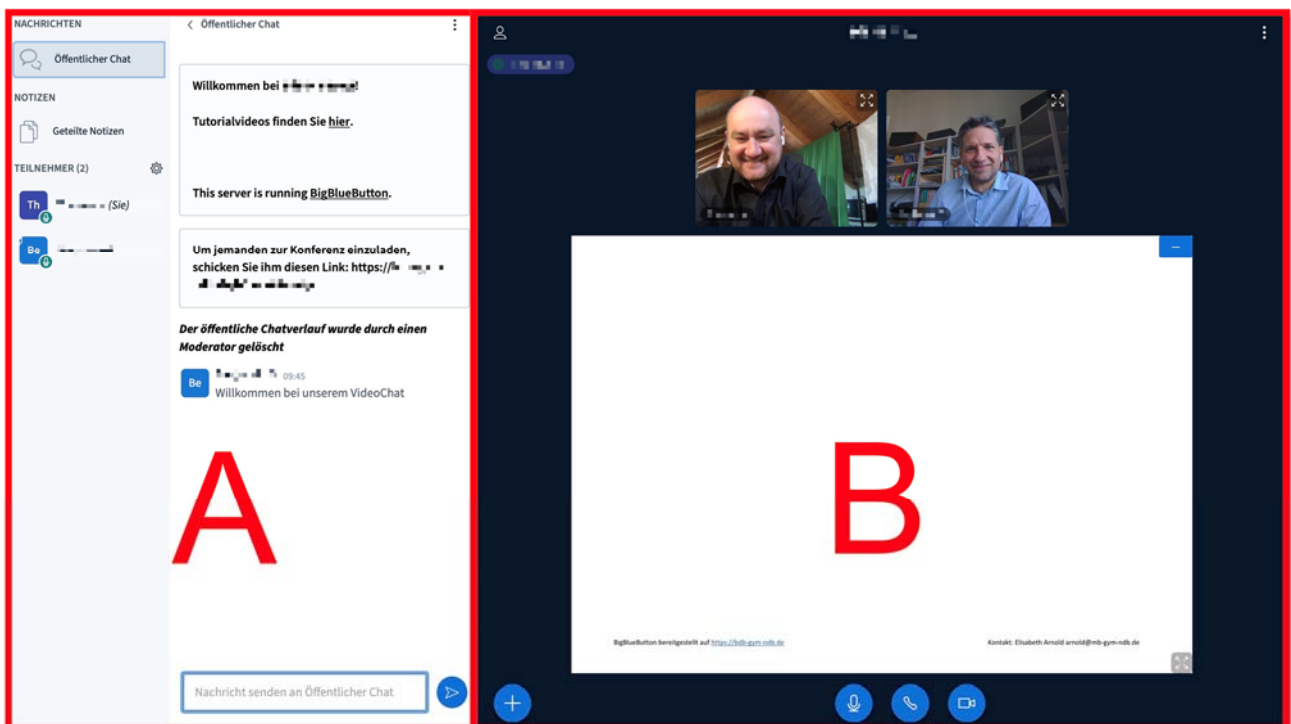 NACHRICHTEN
Öffentlicher Chat
NOTIZEN
Geteilte Notizen
TEILNEHMER (2)
Th
(Sie)
Be
Öffentlicher Chat
Willkommen bei
Tutorialvideos finden Sie hier.
This server is running BigBlueButton.
Um jemanden zur Konferenz einzuladen,
schicken Sie ihm diesen Link: https://
Der öffentliche Chatverlauf wurde durch einen
Moderator gelöscht
Be
09:45
Willkommen bei unserem VideoChat
A
Nachricht senden an Öffentlicher Chat
B
BigBlueButton bereitgestellt auf https://bdb-gym-ndb.de
Kontakt: Elisabeth Arnold arnold@mb-gym-ndb.de